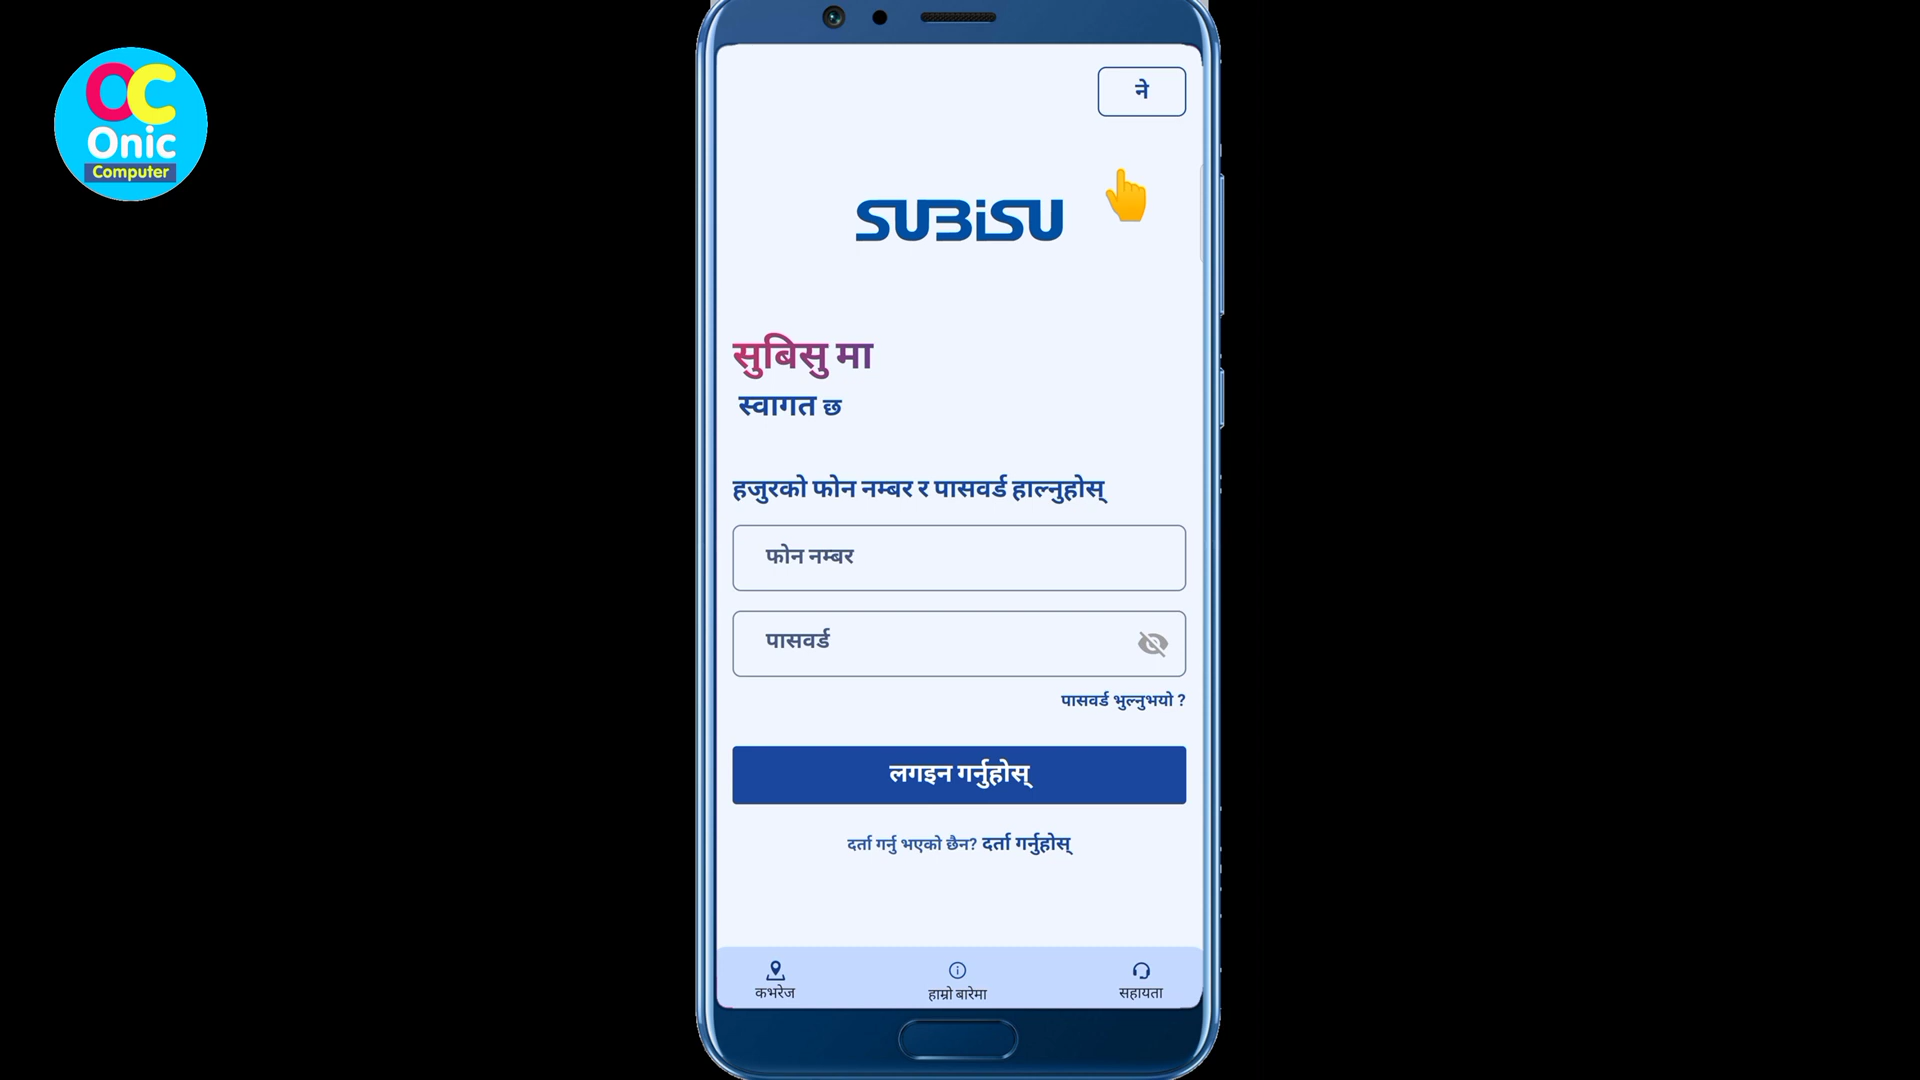 OC
Onic
Computer
ने
SUBISU
सुबिसु मा
स्वागत छ
हजुरको फोन नम्बर र पासवर्ड हाल्नुहोस्
फोन नम्बर
पासवर्ड
पासवर्ड भुल्नुभयो ?
लगइन गर्नुहोस्
दर्ता गर्नु भएको छैन? दर्ता गर्नुहोस्
कभरेज
हाम्रो बारेमा
सहायता